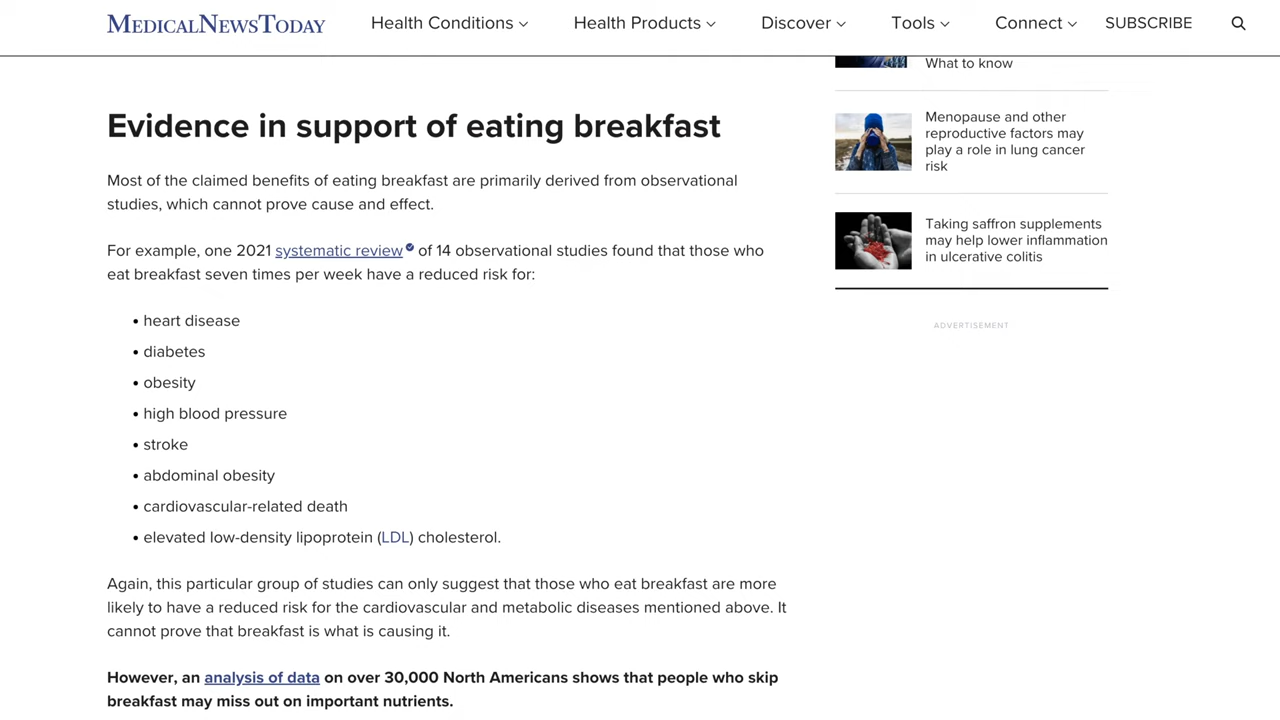 MEDICALNEWSTODAY
Health Conditions
Health Products
Discover
Tools
Connect
SUBSCRIBE
Evidence in support of eating breakfast
Most of the claimed benefits of eating breakfast are primarily derived from observational
studies, which cannot prove cause and effect.
For example, one 2021 systematic review of 14 observational studies found that those who
eat breakfast seven times per week have a reduced risk for:
• heart disease
• diabetes
• obesity
• high blood pressure
• stroke
• abdominal obesity
• cardiovascular-related death
• elevated low-density lipoprotein (LDL) cholesterol.
Again, this particular group of studies can only suggest that those who eat breakfast are more
likely to have a reduced risk for the cardiovascular and metabolic diseases mentioned above. It
cannot prove that breakfast is what is causing it.
However, an analysis of data on over 30,000 North Americans shows that people who skip
breakfast may miss out on important nutrients.
What to know
Menopause and other
reproductive factors may
play a role in lung cancer
risk
Taking saffron supplements
may help lower inflammation
in ulcerative colitis
ADVERTISEMENT